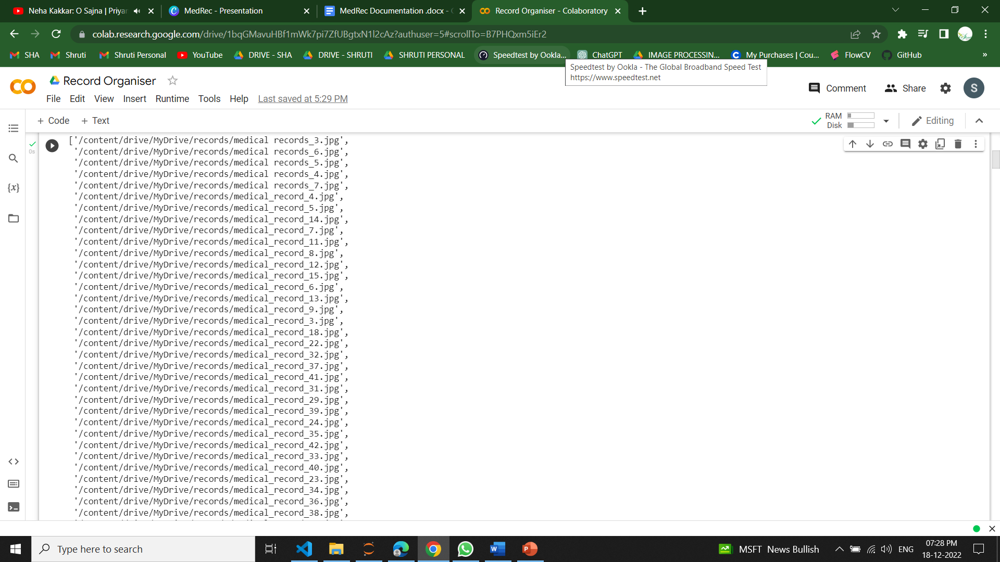 Neha Kakkar: O Sajna | Priyan
MedRec - Presentation
MedRec Documentation .docx - G
Record Organiser - Colaboratory
colab.research.google.com/drive/1bqGMavuHBf1mWk7pi7ZfUBgtxN1l2cAz?authuser=5#scrollTo=B7PHQxm5iEr2
SHA Shruti Shruti Personal YouTube DRIVE - SHA DRIVE - SHRUTI SHRUTI PERSONAL Speedtest by Ookla... ChatGPT IMAGE PROCESSIN... My Purchases | Cou... FlowCV GitHub »
Speedtest by Ookla - The Global Broadband Speed Test
https://www.speedtest.net
Record Organiser
Comment Share S
File Edit View Insert Runtime Tools Help Last saved at 5:29 PM
+ Code + Text
RAM
Disk
Editing
0s
['/content/drive/MyDrive/records/medical records_3.jpg',
'/content/drive/MyDrive/records/medical records_6.jpg',
'/content/drive/MyDrive/records/medical records_5.jpg',
'/content/drive/MyDrive/records/medical records_4.jpg',
'/content/drive/MyDrive/records/medical records_7.jpg',
'/content/drive/MyDrive/records/medical_record_4.jpg',
'/content/drive/MyDrive/records/medical_record_5.jpg',
'/content/drive/MyDrive/records/medical_record_14.jpg',
'/content/drive/MyDrive/records/medical_record_7.jpg',
'/content/drive/MyDrive/records/medical_record_11.jpg',
'/content/drive/MyDrive/records/medical_record_8.jpg',
'/content/drive/MyDrive/records/medical_record_12.jpg',
'/content/drive/MyDrive/records/medical_record_15.jpg',
'/content/drive/MyDrive/records/medical_record_6.jpg',
'/content/drive/MyDrive/records/medical_record_13.jpg',
'/content/drive/MyDrive/records/medical_record_9.jpg',
'/content/drive/MyDrive/records/medical_record_3.jpg',
'/content/drive/MyDrive/records/medical_record_18.jpg',
'/content/drive/MyDrive/records/medical_record_22.jpg',
'/content/drive/MyDrive/records/medical_record_32.jpg',
'/content/drive/MyDrive/records/medical_record_37.jpg',
'/content/drive/MyDrive/records/medical_record_41.jpg',
'/content/drive/MyDrive/records/medical_record_31.jpg',
'/content/drive/MyDrive/records/medical_record_29.jpg',
'/content/drive/MyDrive/records/medical_record_39.jpg',
'/content/drive/MyDrive/records/medical_record_24.jpg',
'/content/drive/MyDrive/records/medical_record_35.jpg',
'/content/drive/MyDrive/records/medical_record_42.jpg',
'/content/drive/MyDrive/records/medical_record_33.jpg',
'/content/drive/MyDrive/records/medical_record_40.jpg',
'/content/drive/MyDrive/records/medical_record_23.jpg',
'/content/drive/MyDrive/records/medical_record_34.jpg',
'/content/drive/MyDrive/records/medical_record_36.jpg',
'/content/drive/MyDrive/records/medical_record_38.jpg',
Type here to search
MSFT News Bullish
ENG
07:28 PM
18-12-2022